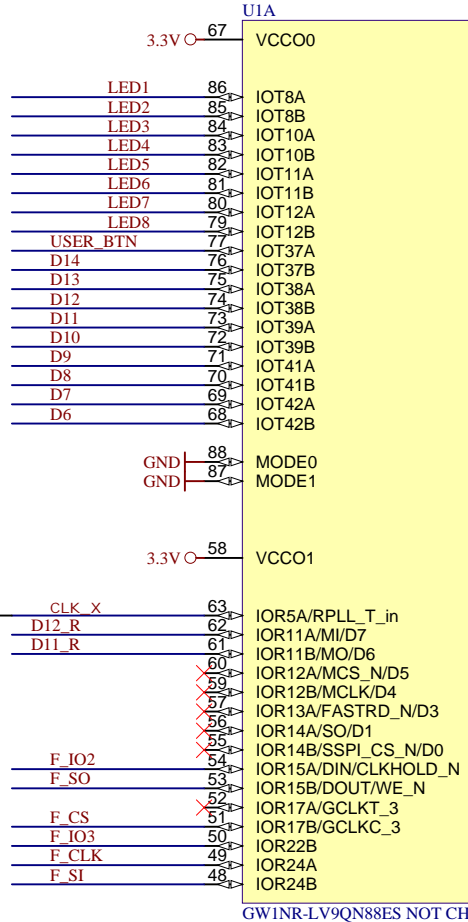 U1A
3.3V 67 VCCO0
LED1 86 IOT8A
LED2 85 IOT8B
LED3 84 IOT10A
LED4 83 IOT10B
LED5 82 IOT11A
LED6 81 IOT11B
LED7 80 IOT12A
LED8 79 IOT12B
USER_BTN 77 IOT37A
D14 76 IOT37B
D13 75 IOT38A
D12 74 IOT38B
D11 73 IOT39A
D10 72 IOT39B
D9 71 IOT41A
D8 70 IOT41B
D7 69 IOT42A
D6 68 IOT42B
GND 88 MODE0
GND 87 MODE1
3.3V 58 VCCO1
CLK_X 63 IOR5A/RPLL_T_in
D12_R 62 IOR11A/MI/D7
D11_R 61 IOR11B/MO/D6
60 IOR12A/MCS_N/D5
59 IOR12B/MCLK/D4
57 IOR13A/FASTRD_N/D3
56 IOR14A/SO/D1
55 IOR14B/SSPI_CS_N/D0
F_IO2 54 IOR15A/DIN/CLKHOLD_N
F_SO 53 IOR15B/DOUT/WE_N
52 IOR17A/GCLKT_3
F_CS 51 IOR17B/GCLKC_3
F_IO3 50 IOR22B
F_CLK 49 IOR24A
F_SI 48 IOR24B
GW1NR-LV9QN88ES NOT CH